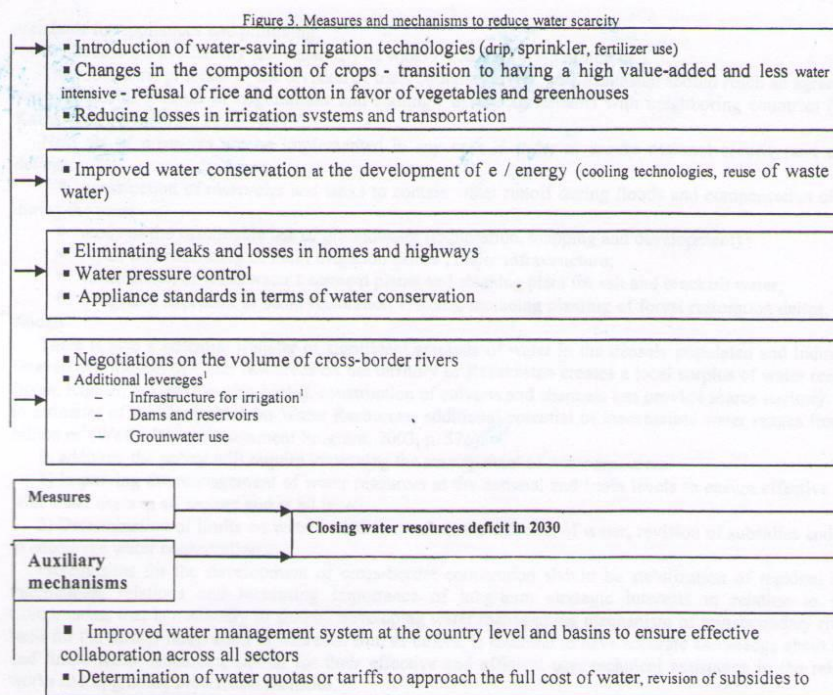 Figure 3. Measures and mechanisms to reduce water scarcity
▪ Introduction of water-saving irrigation technologies (drip, sprinkler, fertilizer use)
▪ Changes in the composition of crops - transition to having a high value-added and less water
intensive - refusal of rice and cotton in favor of vegetables and greenhouses
▪ Reducing losses in irrigation systems and transportation
▪ Improved water conservation at the development of e / energy (cooling technologies, reuse of waste
water)
▪ Eliminating leaks and losses in homes and highways
▪ Water pressure control
▪ Appliance standards in terms of water conservation
▪ Negotiations on the volume of cross-border rivers
▪ Additional levereges¹
Infrastructure for irrigation¹
Dams and reservoirs
Grounwater use
Measures
Closing water resources deficit in 2030
Auxiliary
mechanisms
▪ Improved water management system at the country level and basins to ensure effective
collaboration across all sectors
▪ Determination of water quotas or tariffs to approach the full cost of water, revision of subsidies to